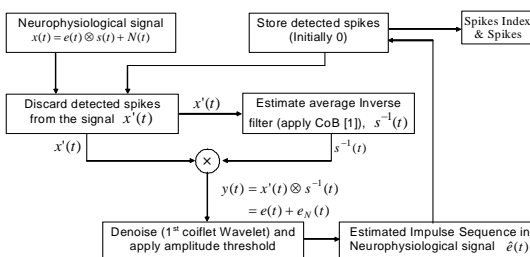 Neurophysiological signal
x(t) = e(t) ⊗ s(t) + N(t)
Store detected spikes
(Initially 0)
Spikes Index
& Spikes
Discard detected spikes
from the signal x'(t)
x'(t)
Estimate average Inverse
filter (apply CoB [1]), s⁻¹(t)
x'(t)
×
s⁻¹(t)
y(t) = x'(t) ⊗ s⁻¹(t)
= e(t) + e_N(t)
Denoise (1st coiflet Wavelet) and
apply amplitude threshold
Estimated Impulse Sequence in
Neurophysiological signal ê(t)